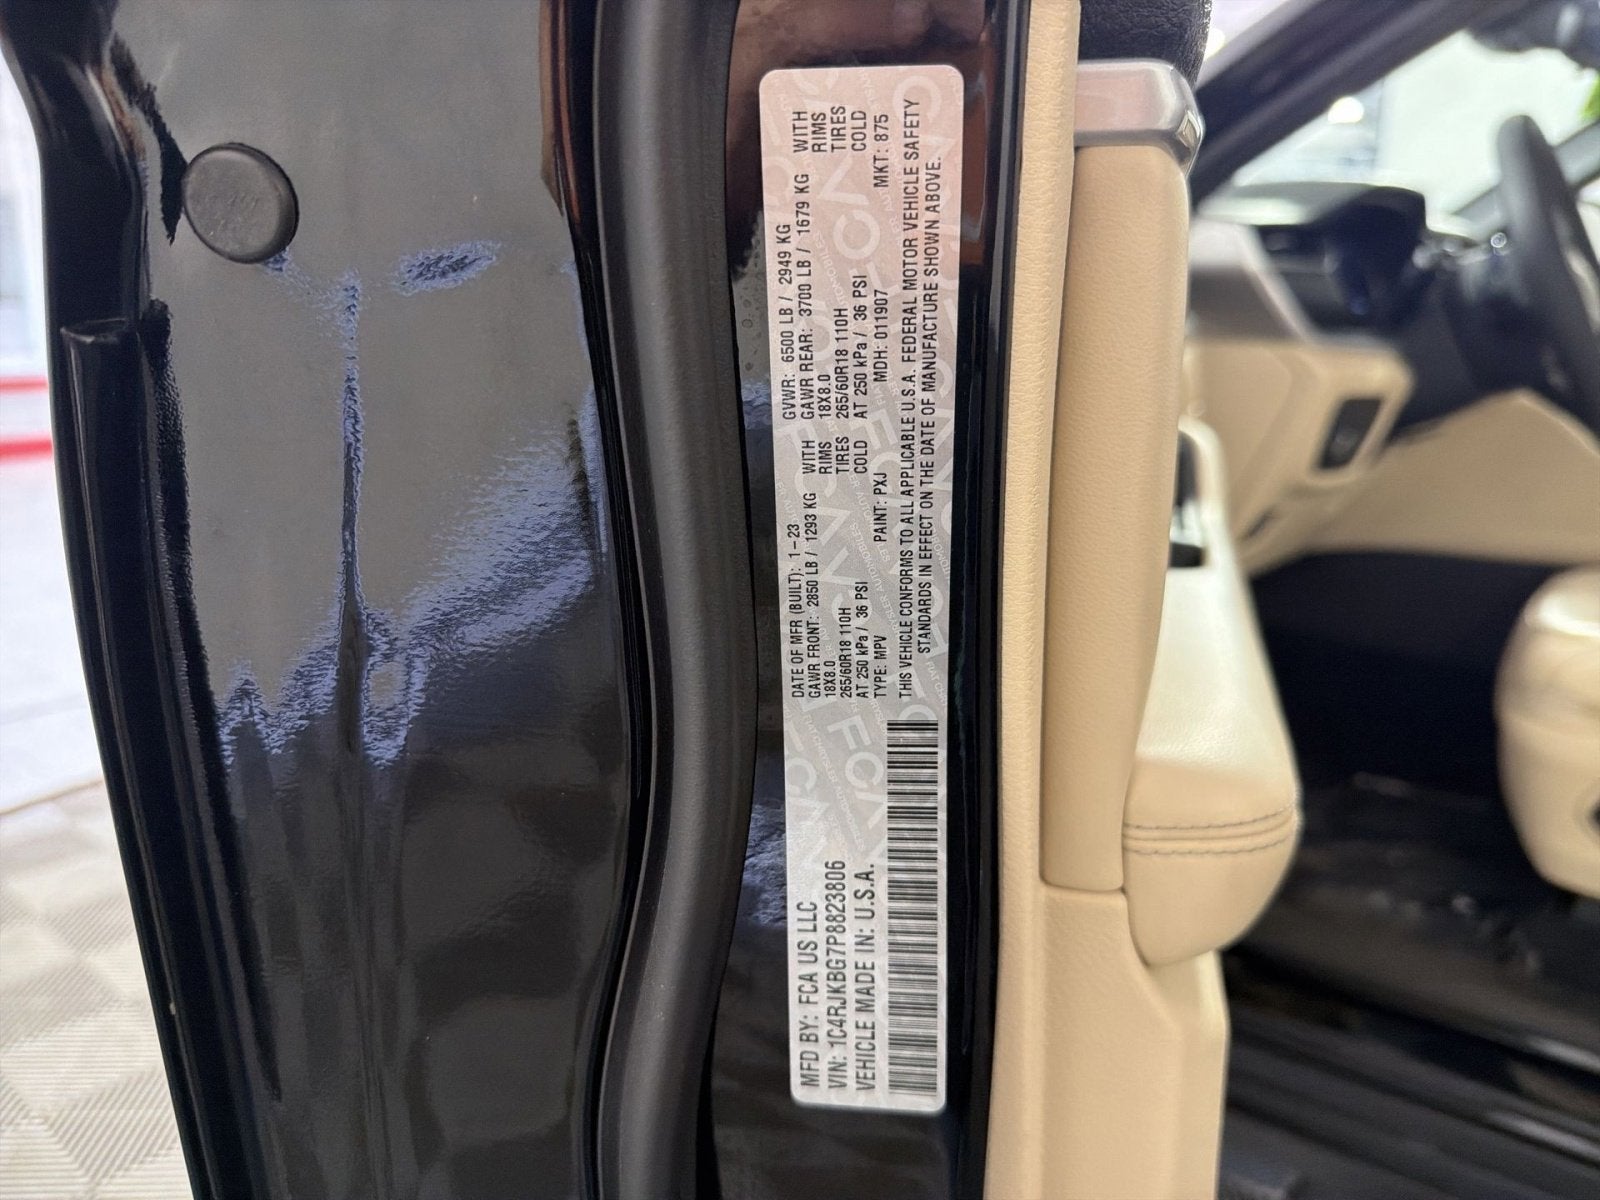 MFD BY: FCA US LLC
VIN: 1C4RJKBG7P8823806
VEHICLE MADE IN: U.S.A.
DATE OF MFR (BUILT): 1-23 GVWR: 6500 LB / 2949 KG
GAWR FRONT: 2850 LB / 1293 KG WITH GAWR REAR: 3700 LB / 1679 KG WITH
18X8.0 RIMS 18X8.0 RIMS
265/60R18 110H TIRES 265/60R18 110H TIRES
AT 250 kPa / 36 PSI COLD AT 250 kPa / 36 PSI COLD
TYPE: MPV PAINT: PXJ MDH: 011907 MKT: 875
THIS VEHICLE CONFORMS TO ALL APPLICABLE U.S.A. FEDERAL MOTOR VEHICLE SAFETY
STANDARDS IN EFFECT ON THE DATE OF MANUFACTURE SHOWN ABOVE.